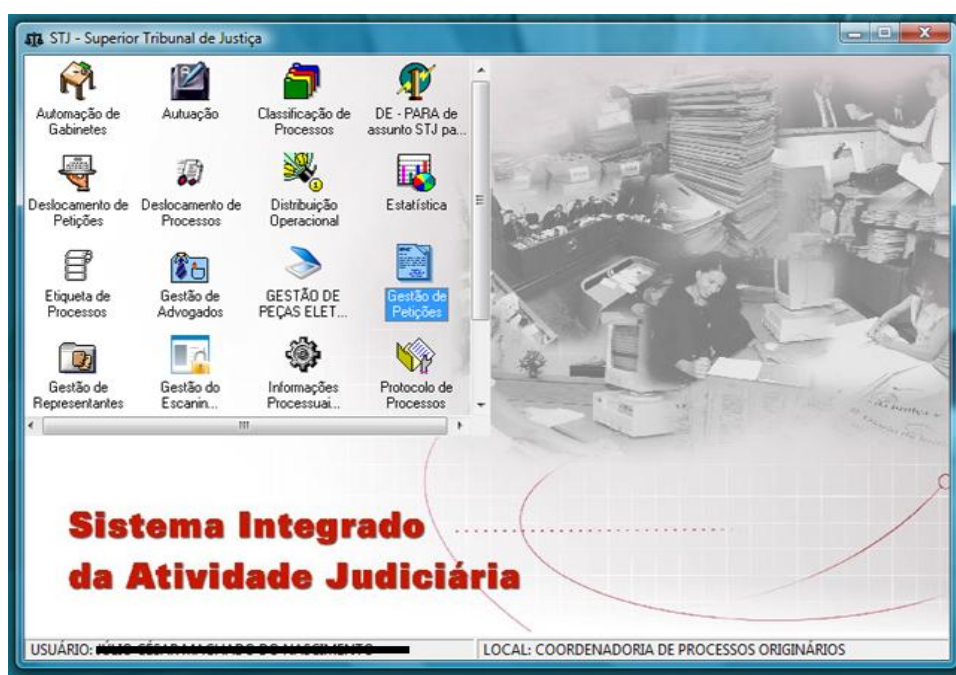 STJ - Superior Tribunal de Justiça
Automação de
Gabinetes
Autuação
Classificação de
Processos
DE - PARA de
assunto STJ pa...
Deslocamento de
Petições
Deslocamento de
Processos
Distribuição
Operacional
Estatística
Etiqueta de
Processos
Gestão de
Advogados
GESTÃO DE
PEÇAS ELET...
Gestão de
Petições
Gestão de
Representantes
Gestão do
Escanin...
Informações
Processuai...
Protocolo de
Processos
Sistema Integrado
da Atividade Judiciária
USUÁRIO:
LOCAL: COORDENADORIA DE PROCESSOS ORIGINÁRIOS